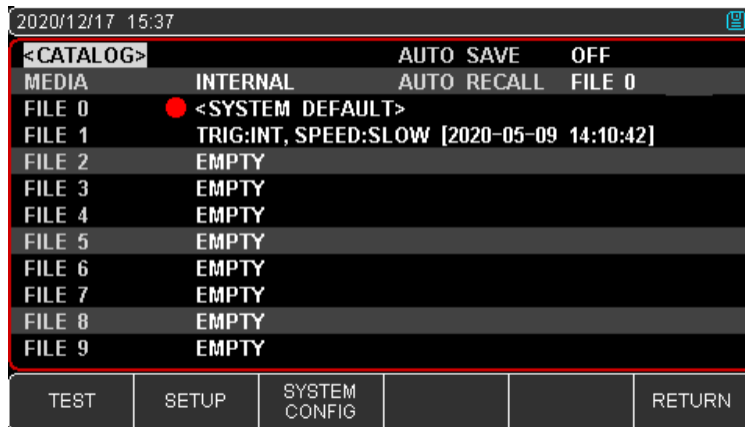 2020/12/17 15:37
<CATALOG> AUTO SAVE OFF
MEDIA INTERNAL AUTO RECALL FILE 0
FILE 0 <SYSTEM DEFAULT>
FILE 1 TRIG:INT, SPEED:SLOW [2020-05-09 14:10:42]
FILE 2 EMPTY
FILE 3 EMPTY
FILE 4 EMPTY
FILE 5 EMPTY
FILE 6 EMPTY
FILE 7 EMPTY
FILE 8 EMPTY
FILE 9 EMPTY
TEST SETUP SYSTEM CONFIG RETURN